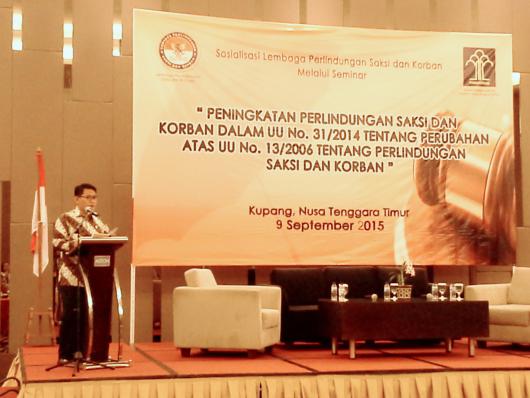 Sosialisasi Lembaga Perlindungan Saksi dan Korban
Melalui Seminar
" PENINGKATAN PERLINDUNGAN SAKSI DAN
KORBAN DALAM UU No. 31/2014 TENTANG PERUBAHAN
ATAS UU No. 13/2006 TENTANG PERLINDUNGAN
SAKSI DAN KORBAN "
Kupang, Nusa Tenggara Timur
9 September 2015
ASTON